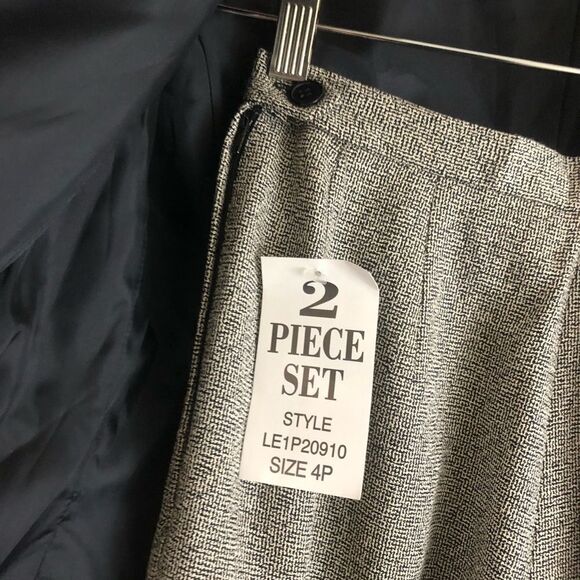 2
PIECE
SET
STYLE
LE1P20910
SIZE 4P